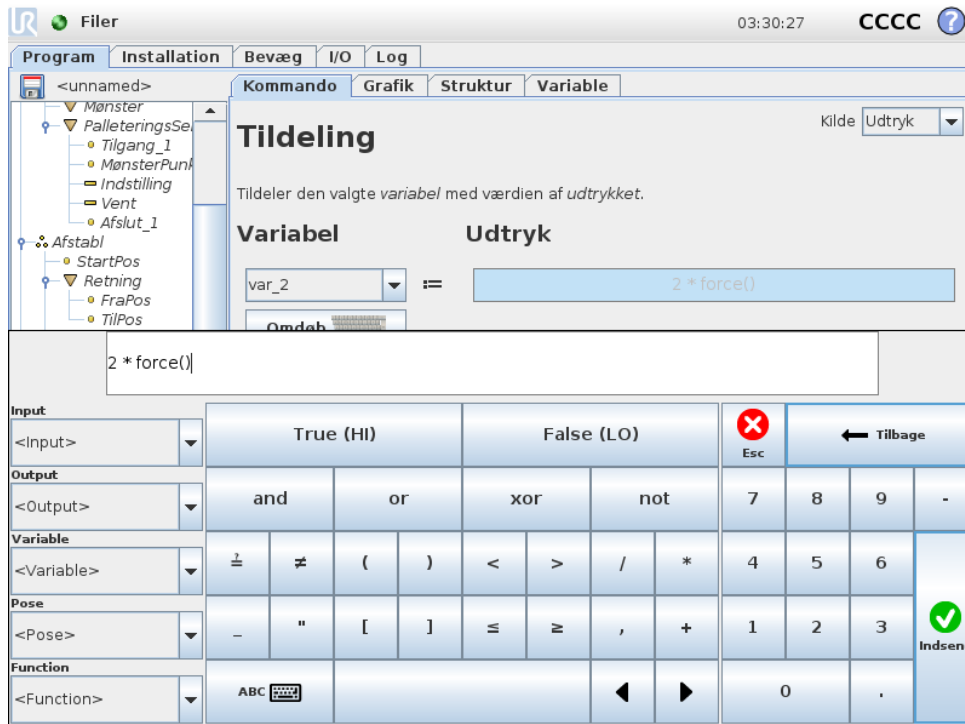 UR Filer 03:30:27 CCCC ?
Program Installation Bevæg I/O Log
<unnamed> Kommando Grafik Struktur Variable
Mønster
PalleteringsSe
Tilgang_1
MønsterPunk
Indstilling
Vent
Afslut_1
Afstabl
StartPos
Retning
FraPos
TilPos
Kilde Udtryk
Tildeling
Tildeler den valgte variabel med værdien af udtrykket.
Variabel Udtryk
var_2 := 2 * force()
Omdøb
2 * force()
Input
<Input>
Output
<Output>
Variable
<Variable>
Pose
<Pose>
Function
<Function>
True (HI) False (LO) Esc Tilbage
and or xor not 7 8 9 -
≟ ≠ ( ) < > / * 4 5 6
_ " [ ] ≤ ≥ , + 1 2 3 Indsen
ABC 0 .